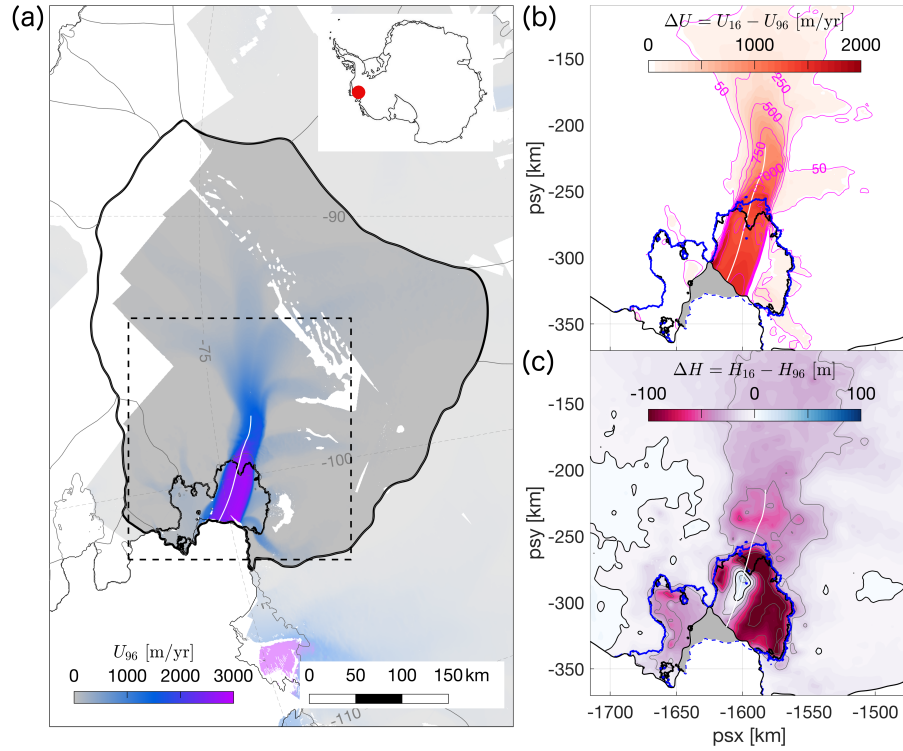 (a)
-90
-75
-100
-110
U₉₆ [m/yr]
0 1000 2000 3000
0 50 100 150 km
(b)
ΔU = U₁₆ − U₉₆ [m/yr]
0 1000 2000
50
250
500
750
1000
50
psy [km]
-150
-200
-250
-300
-350
(c)
ΔH = H₁₆ − H₉₆ [m]
-100 0 100
psy [km]
-150
-200
-250
-300
-350
-1700 -1650 -1600 -1550 -1500
psx [km]